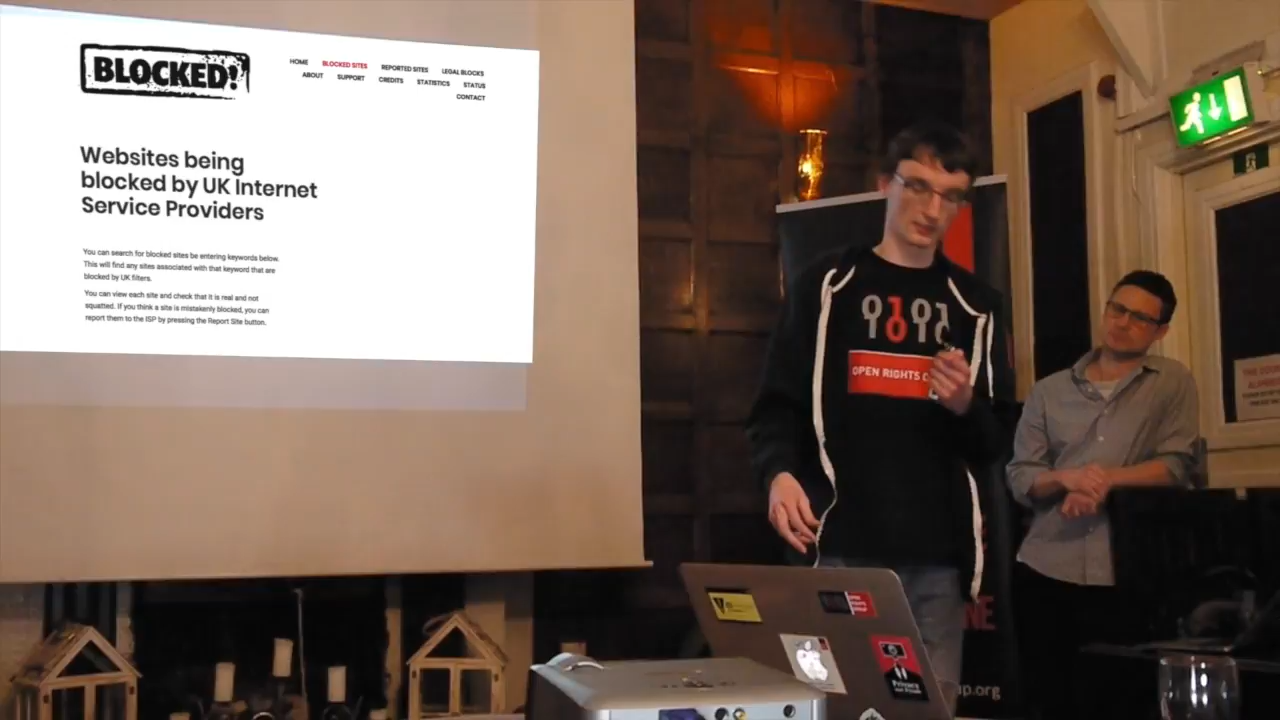 BLOCKED!
HOME BLOCKED SITES REPORTED SITES LEGAL BLOCKS
ABOUT SUPPORT CREDITS STATISTICS STATUS
CONTACT
Websites being
blocked by UK Internet
Service Providers
You can search for blocked sites be entering keywords below.
This will find any sites associated with that keyword that are
blocked by UK filters.
You can view each site and check that it is real and not
squatted. If you think a site is mistakenly blocked, you can
report them to the ISP by pressing the Report Site button.
OPEN RIGHTS
Privacy
not Prism